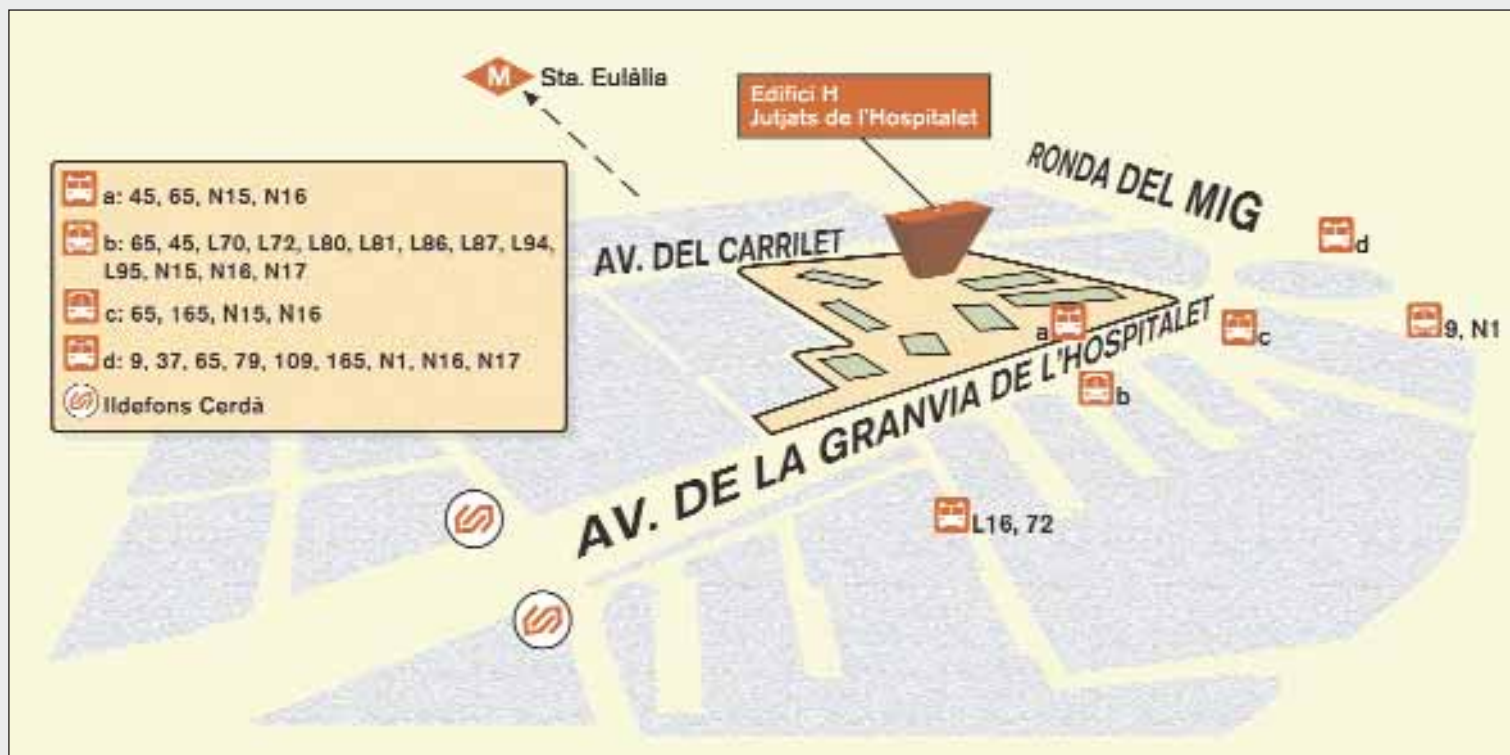 M Sta. Eulàlia
Edifici H
Jutjats de l'Hospitalet
RONDA DEL MIG
a: 45, 65, N15, N16
b: 65, 45, L70, L72, L80, L81, L86, L87, L94,
L95, N15, N16, N17
c: 65, 165, N15, N16
d: 9, 37, 65, 79, 109, 165, N1, N16, N17
Ildefons Cerdà
AV. DEL CARRILET
d
a
c
9, N1
b
AV. DE LA GRANVIA DE L'HOSPITALET
L16, 72